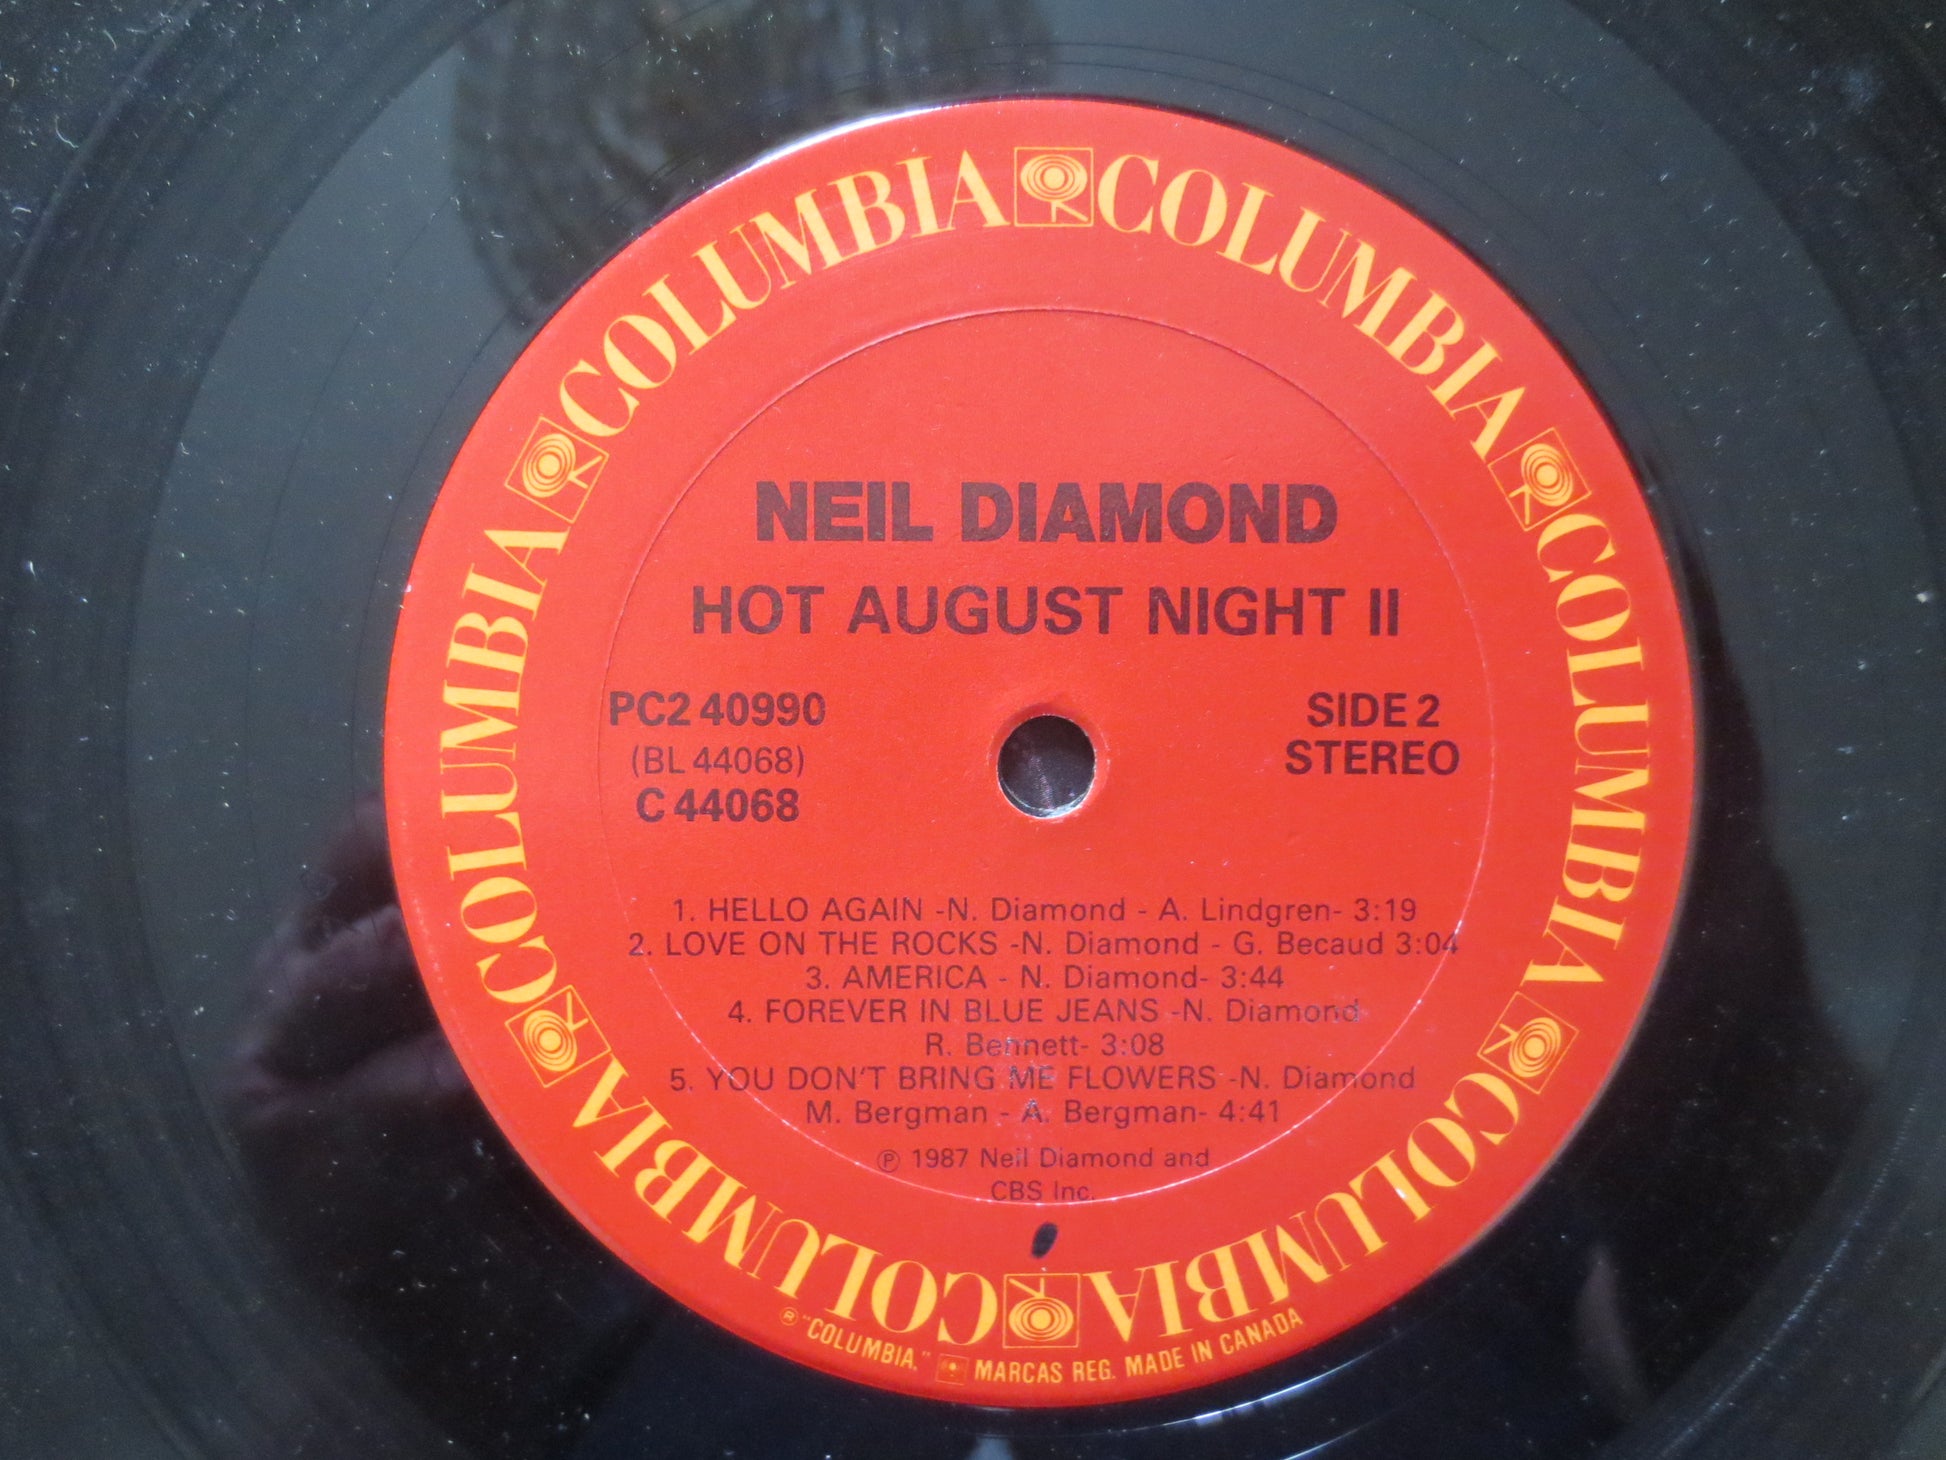 COLUMBIA COLUMBIA COLUMBIA COLUMBIA COLUMBIA COLUMBIA
NEIL DIAMOND
HOT AUGUST NIGHT II
PC2 40990
(BL 44068)
C 44068
SIDE 2
STEREO
1. HELLO AGAIN -N. Diamond - A. Lindgren- 3:19
2. LOVE ON THE ROCKS -N. Diamond - G. Becaud 3:04
3. AMERICA - N. Diamond- 3:44
4. FOREVER IN BLUE JEANS -N. Diamond
R. Bennett- 3:08
5. YOU DON'T BRING ME FLOWERS -N. Diamond
M. Bergman - A. Bergman- 4:41
℗ 1987 Neil Diamond and
CBS Inc.
® "COLUMBIA," MARCAS REG. MADE IN CANADA